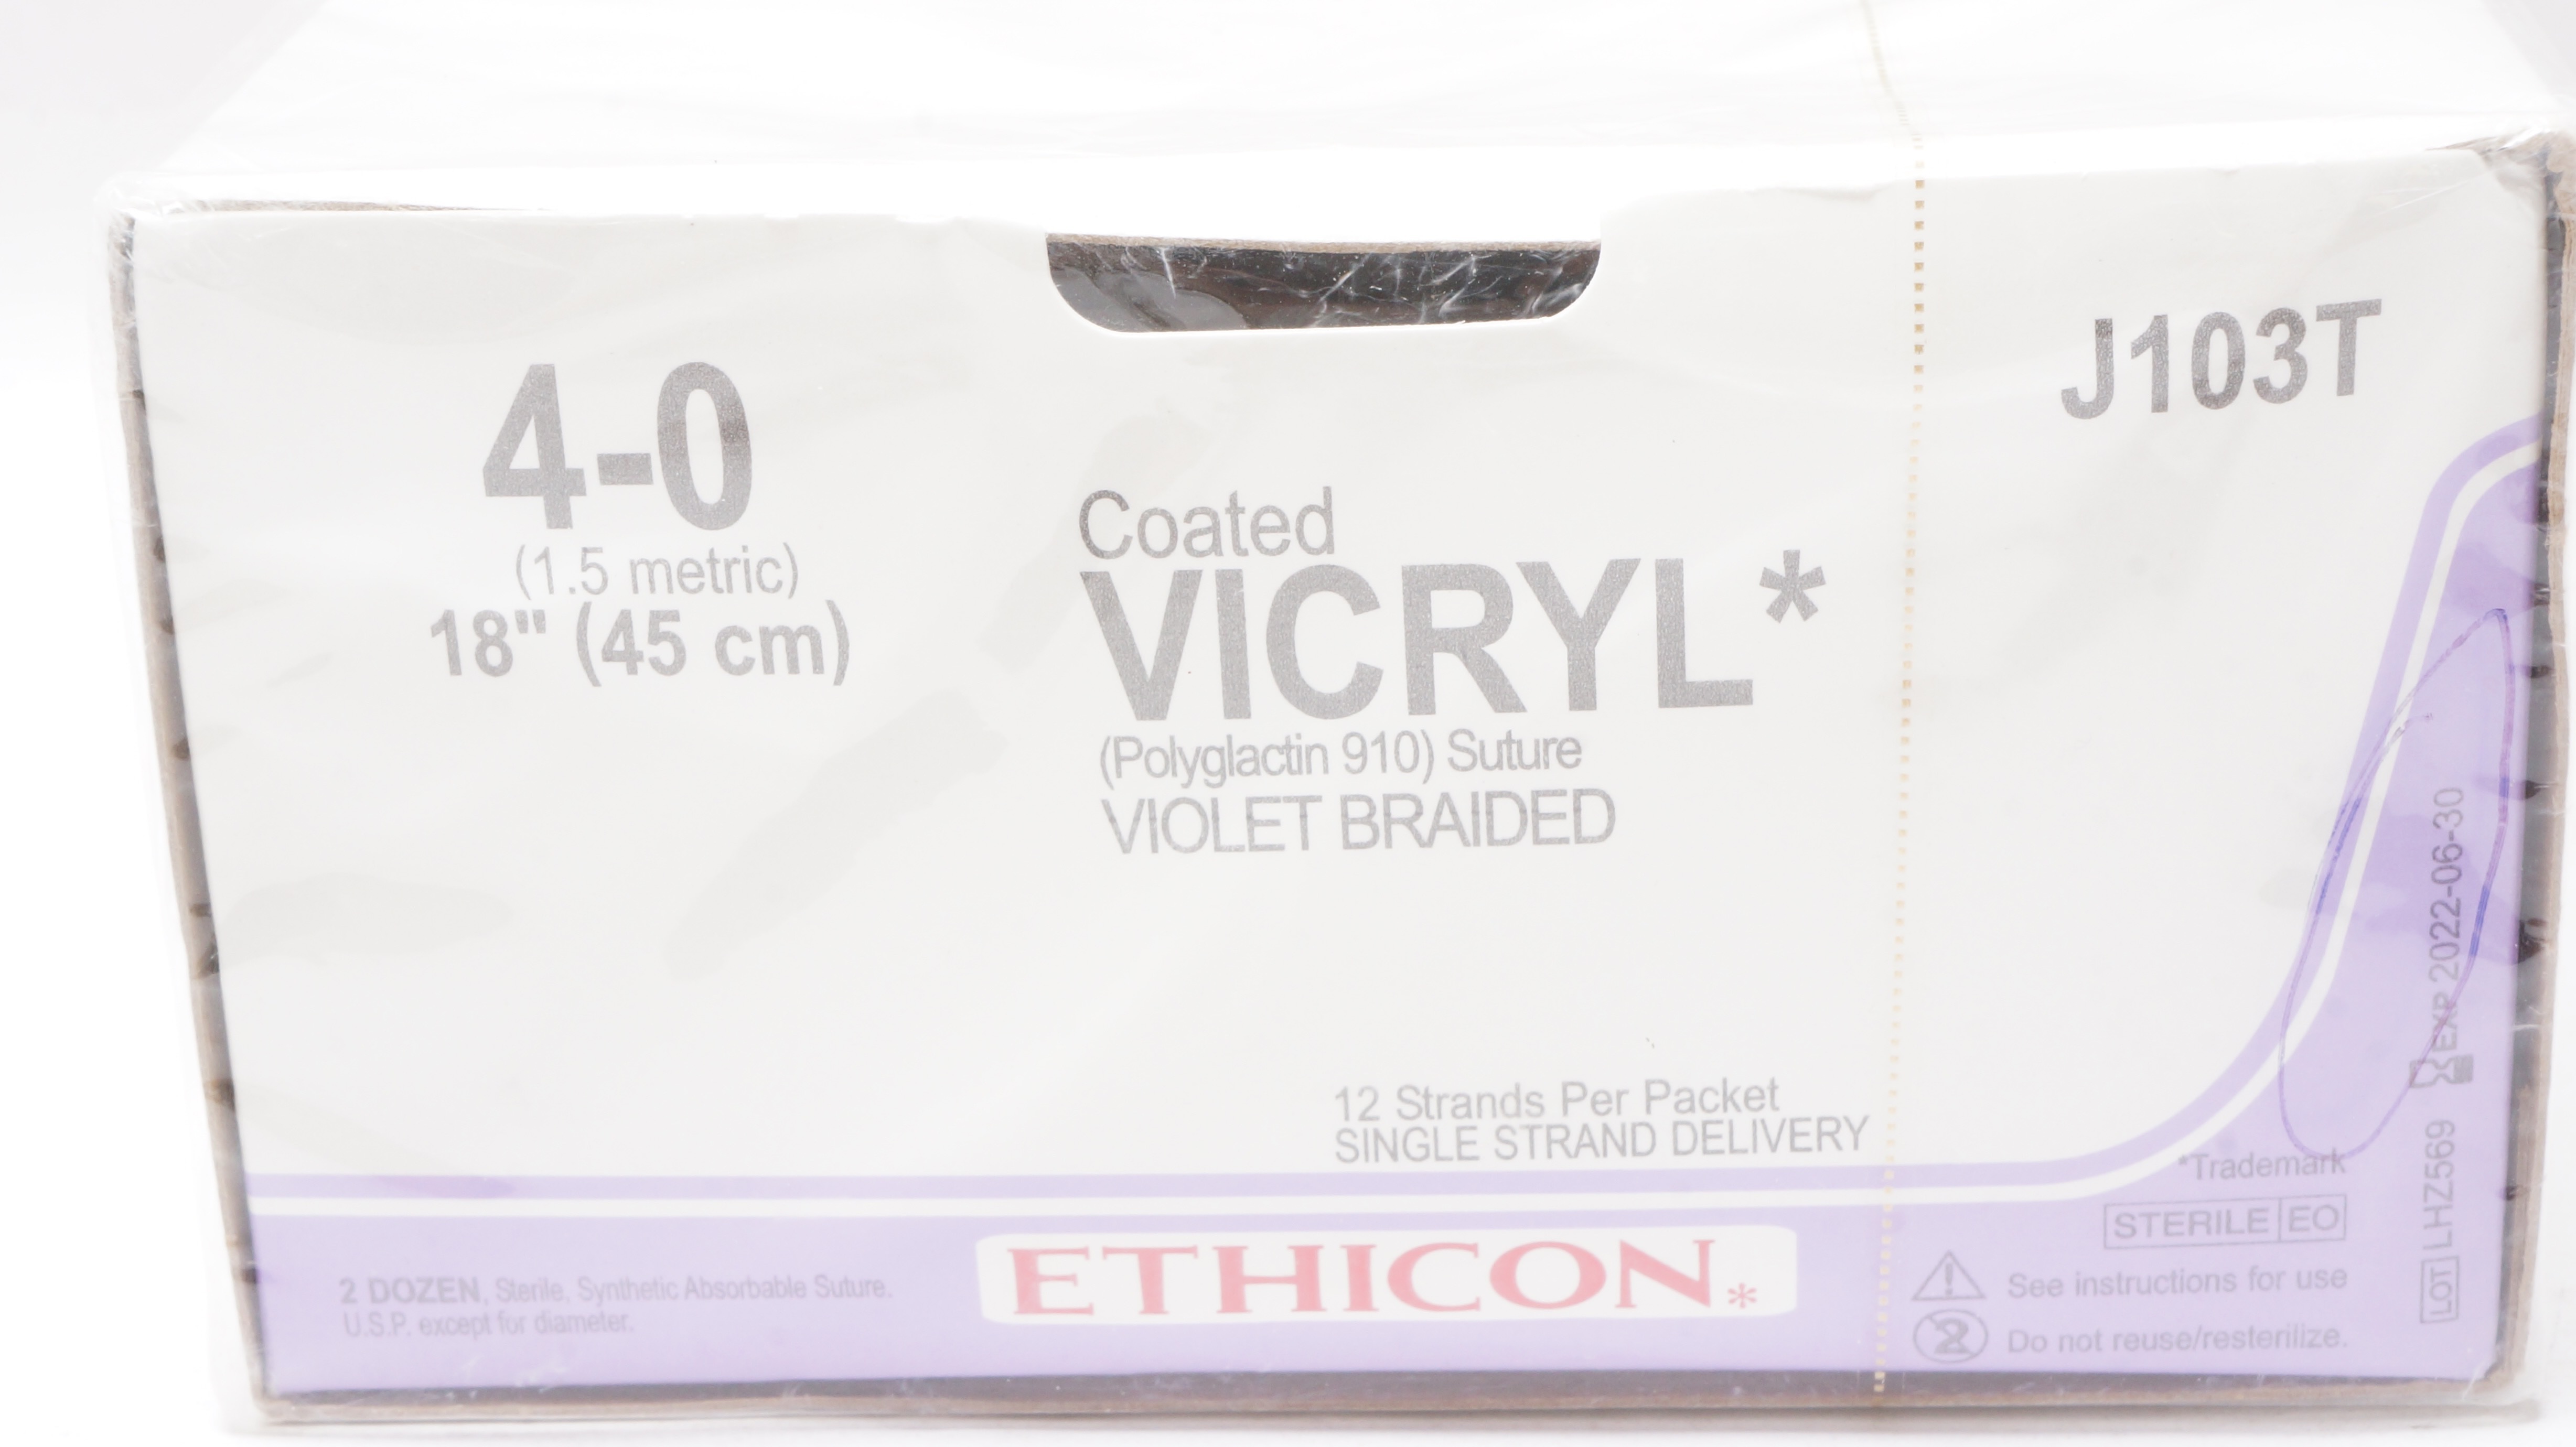 4-0
(1.5 metric)
18" (45 cm)
J103T
Coated
VICRYL*
(Polyglactin 910) Suture
VIOLET BRAIDED
12 Strands Per Packet
SINGLE STRAND DELIVERY
2 DOZEN, Sterile, Synthetic Absorbable Suture.
U.S.P. except for diameter.
ETHICON*
*Trademark
STERILE EO
See instructions for use
2 Do not reuse/resterilize.
EXP 2022-06-30
LOT LHZ569